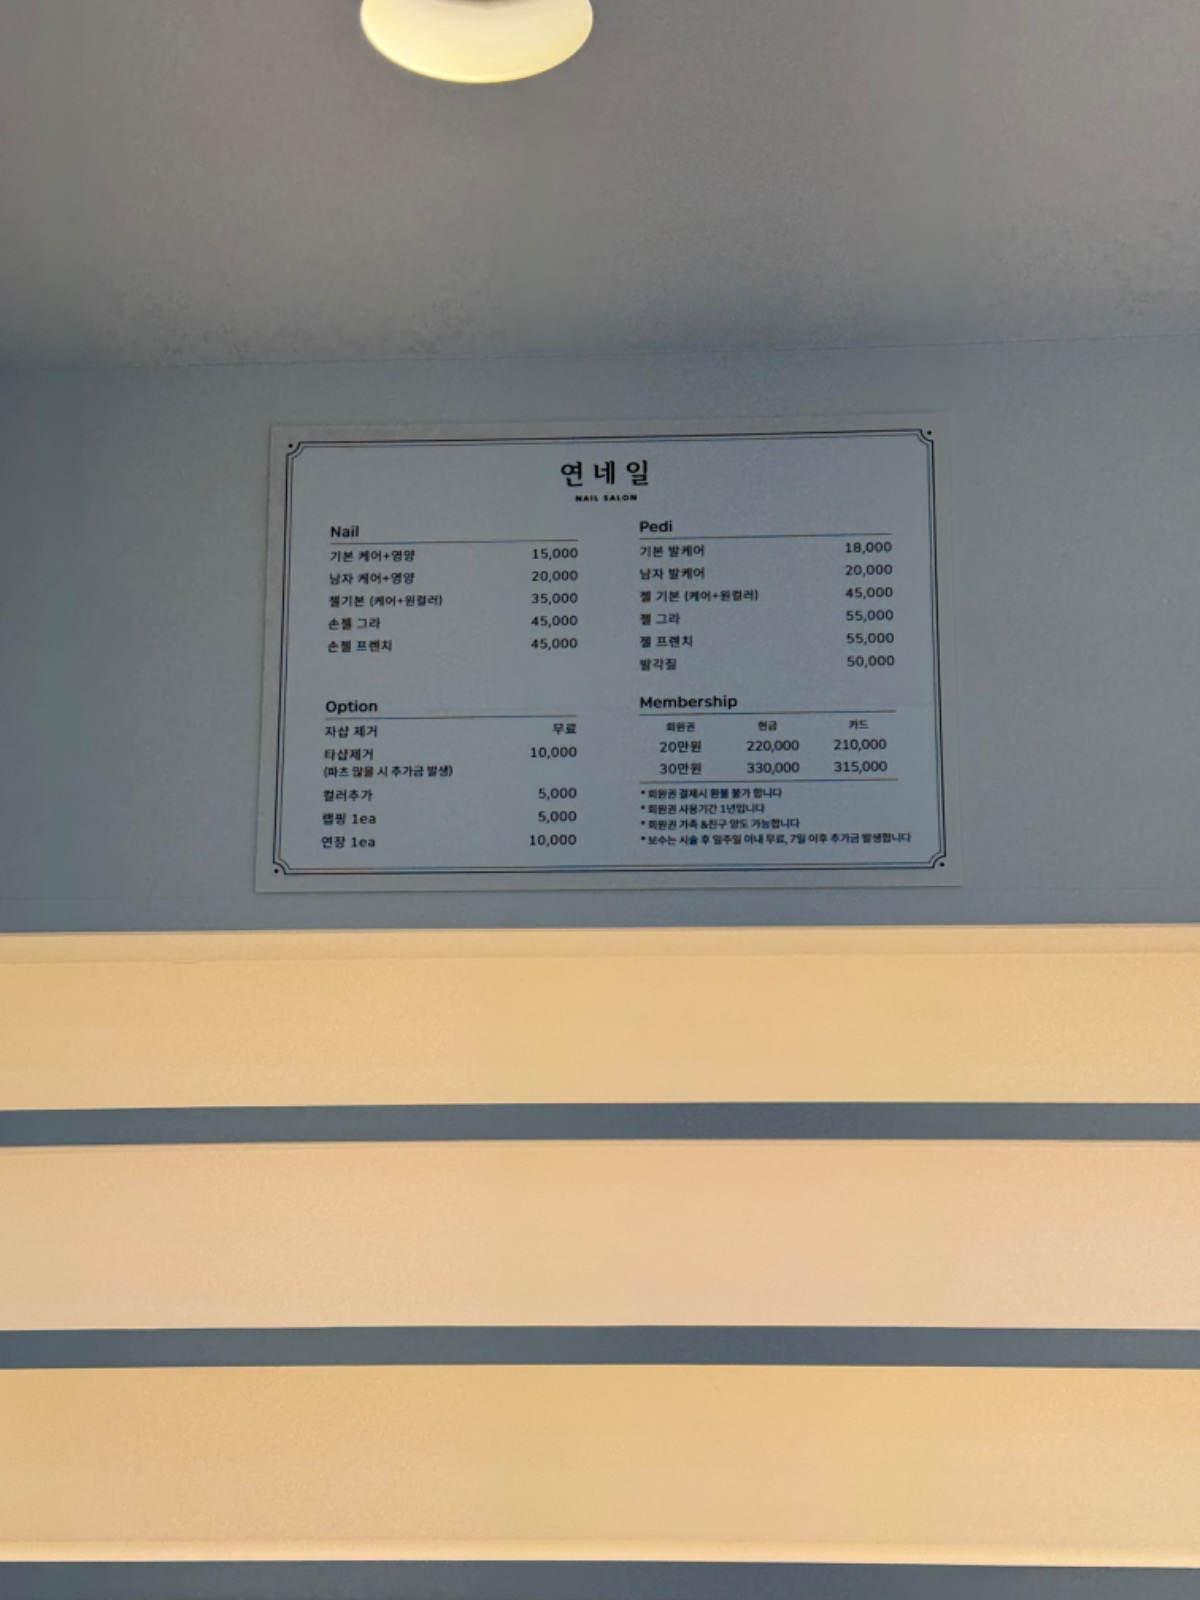 연네일
NAIL SALON
Nail
기본 케어+영양 15,000
남자 케어+영양 20,000
젤기본 (케어+원컬러) 35,000
손젤 그라 45,000
손젤 프렌치 45,000
Pedi
기본 발케어 18,000
남자 발케어 20,000
젤 기본 (케어+원컬러) 45,000
젤 그라 55,000
젤 프렌치 55,000
발각질 50,000
Option
자샵 제거 무료
타샵제거 10,000
(파츠 많을 시 추가금 발생)
컬러추가 5,000
랩핑 1ea 5,000
연장 1ea 10,000
Membership
회원권 현금 카드
20만원 220,000 210,000
30만원 330,000 315,000
* 회원권 결제시 환불 불가 합니다
* 회원권 사용기간 1년입니다
* 회원권 가족 &친구 양도 가능합니다
* 보수는 시술 후 일주일 이내 무료, 7일 이후 추가금 발생합니다